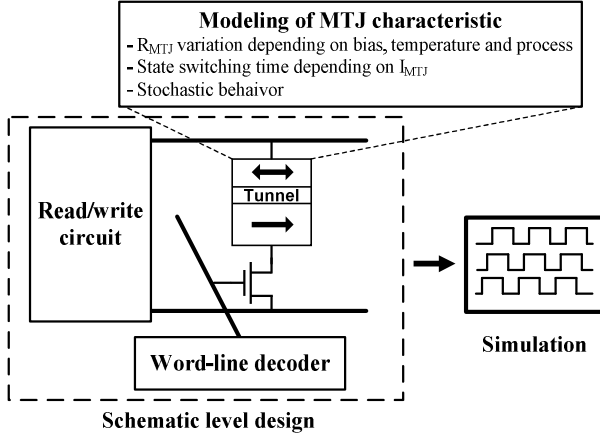 Modeling of MTJ characteristic
- RMTJ variation depending on bias, temperature and process
- State switching time depending on IMTJ
- Stochastic behaivor
Read/write
circuit
Tunnel
Word-line decoder
Simulation
Schematic level design